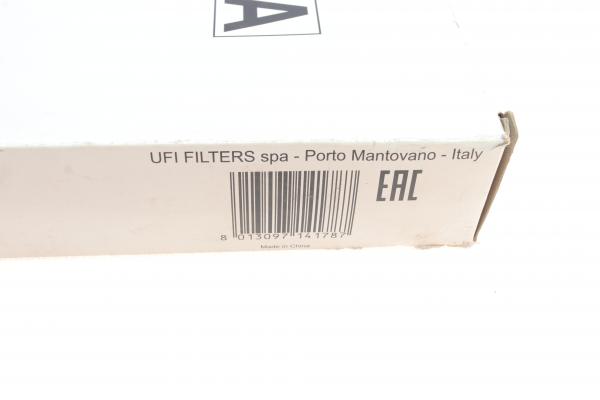 A
UFI FILTERS spa - Porto Mantovano - Italy
EAC
8 013097 141787
Made in China